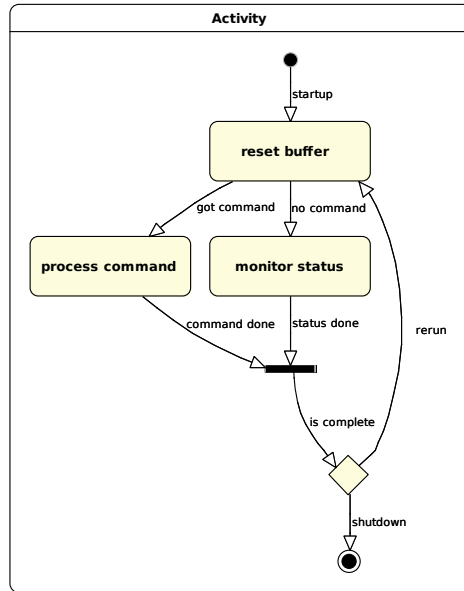 Activity
startup
reset buffer
got command
no command
process command
monitor status
command done
status done
rerun
is complete
shutdown